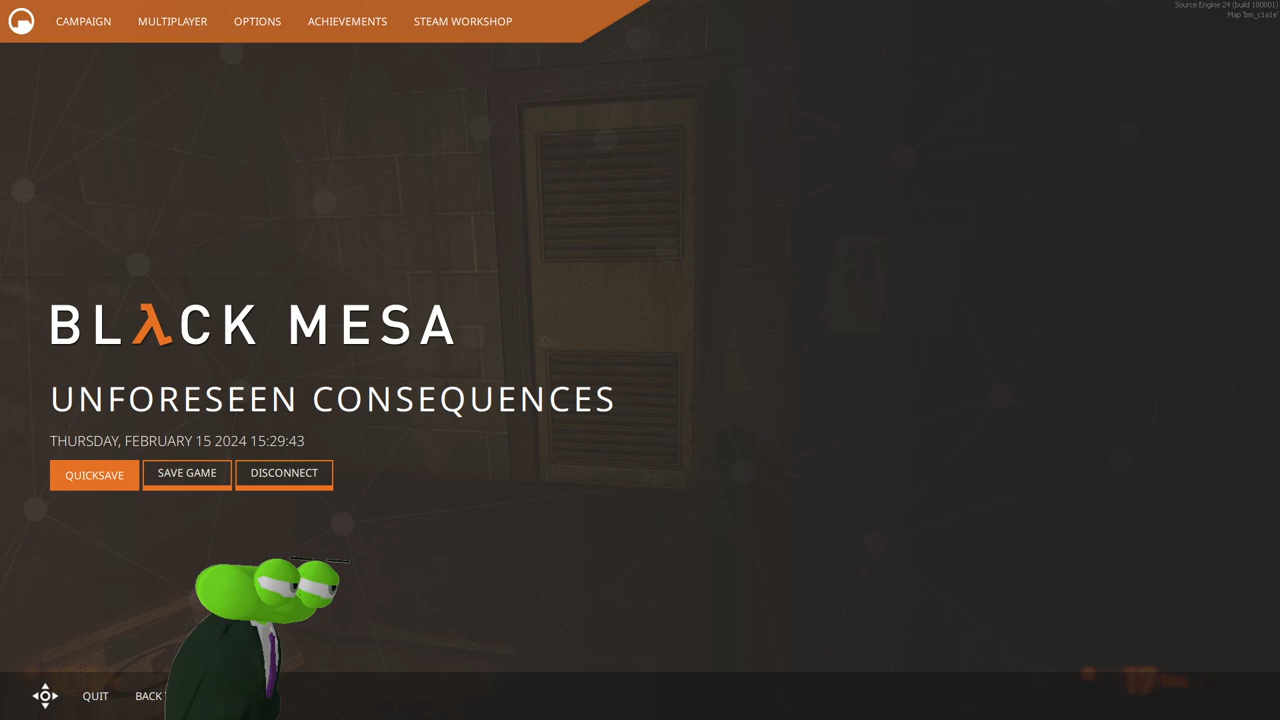 CAMPAIGN MULTIPLAYER OPTIONS ACHIEVEMENTS STEAM WORKSHOP
Source Engine 24 (build 100001)
Map 'bm_c1a1e'
BLλCK MESA
UNFORESEEN CONSEQUENCES
THURSDAY, FEBRUARY 15 2024 15:29:43
QUICKSAVE SAVE GAME DISCONNECT
QUIT BACK